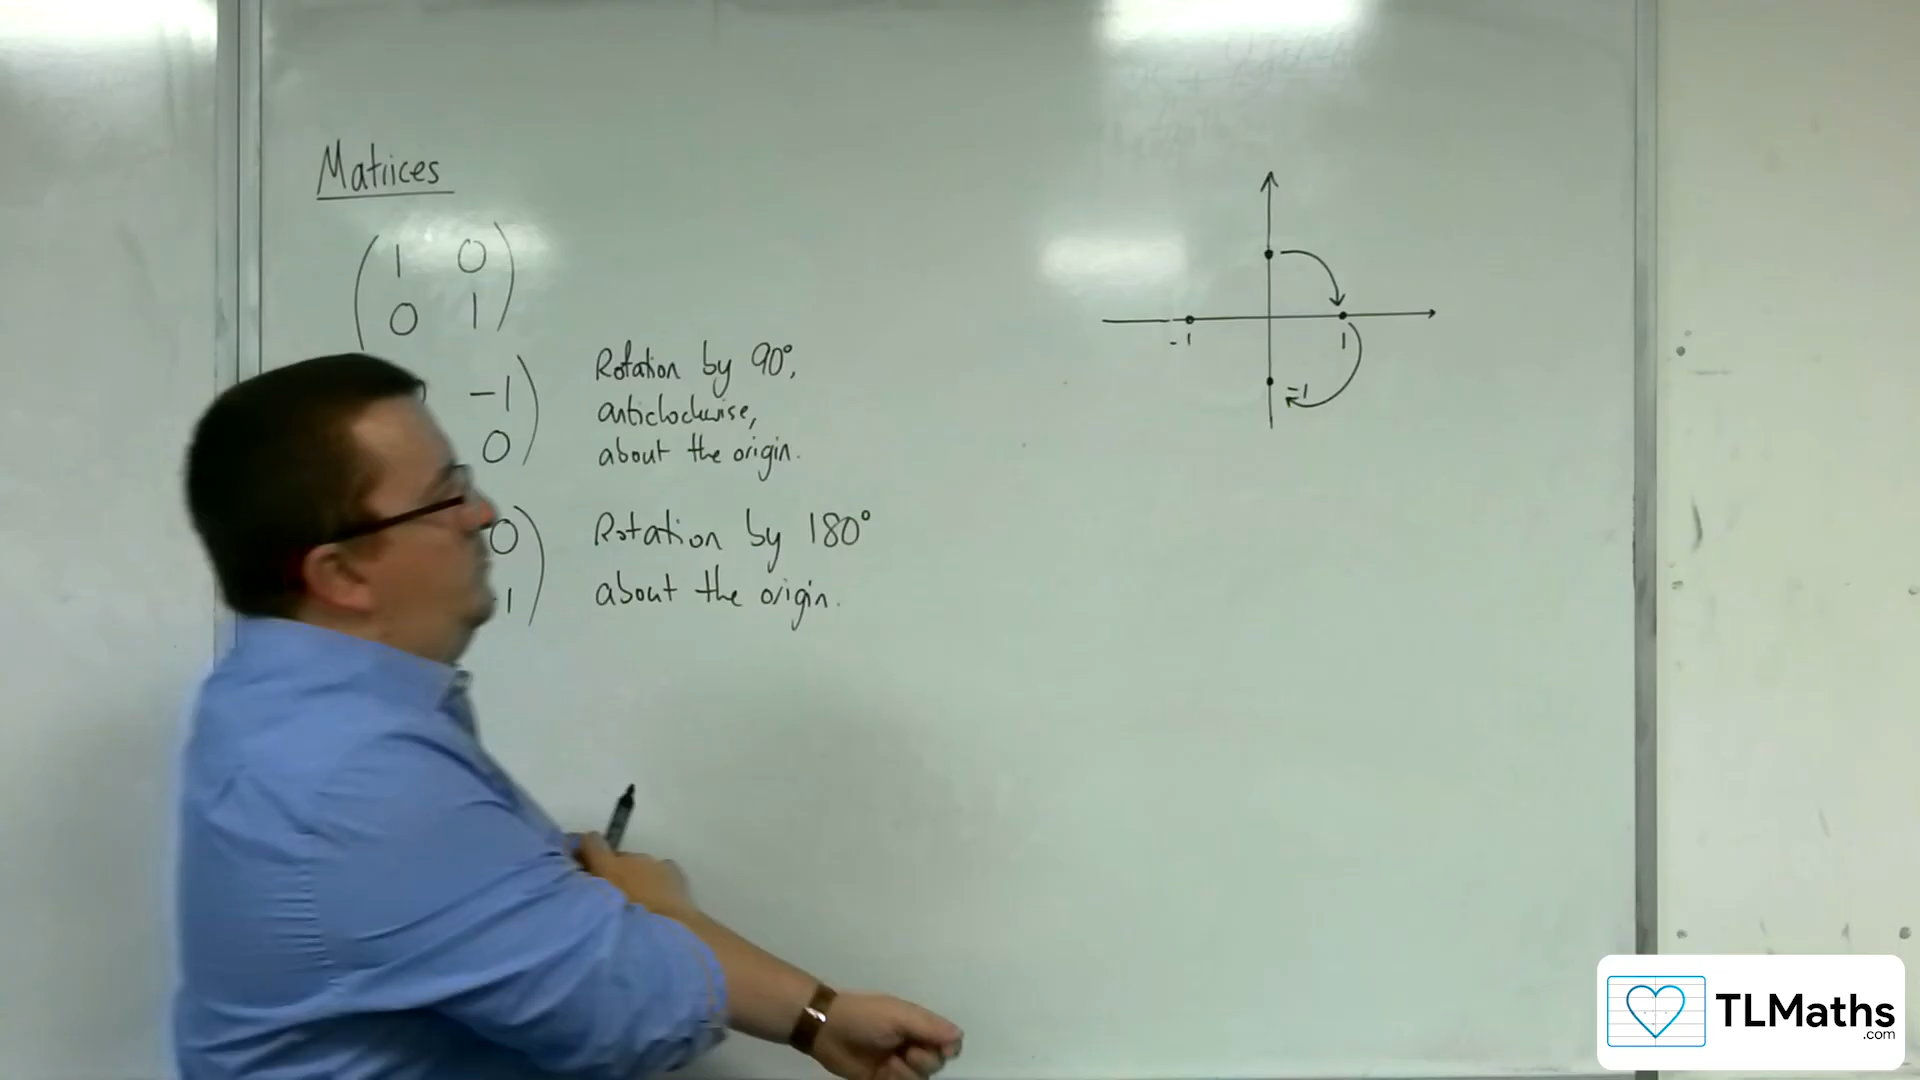 Matrices
1 0
0 1
-1
0
Rotation by 90°,
anticlockwise,
about the origin.
0
1
Rotation by 180°
about the origin.
-1
1
-1
TLMaths
.com